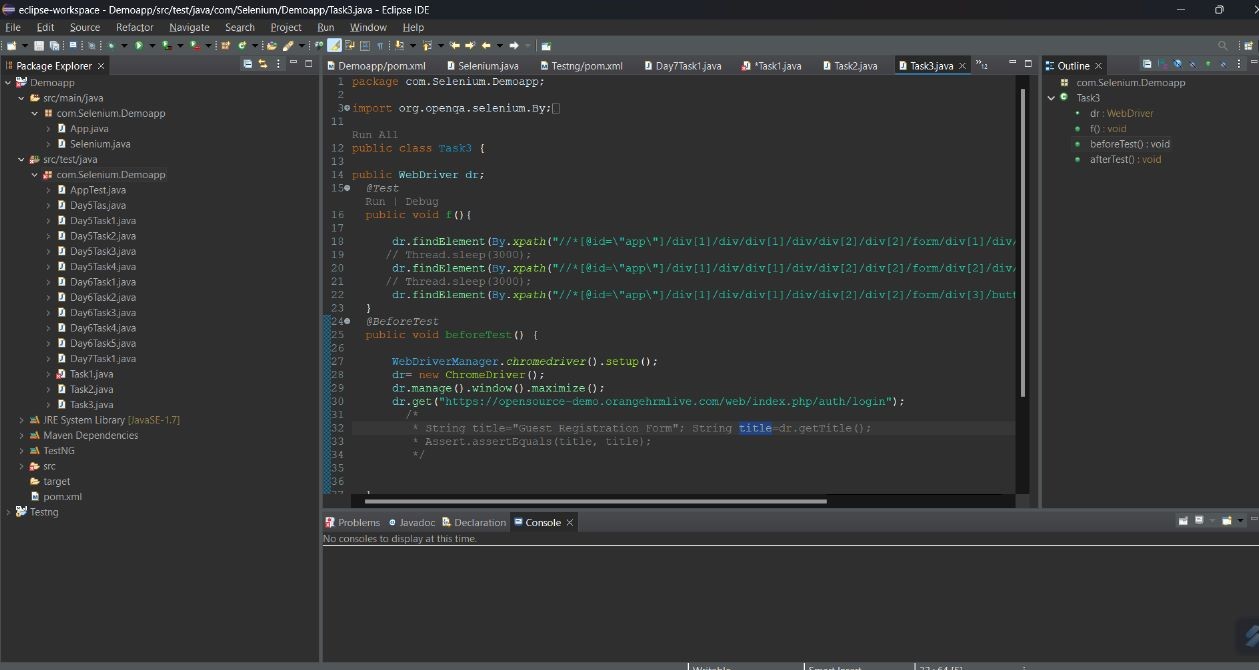 eclipse-workspace - Demoapp/src/test/java/com/Selenium/Demoapp/Task3.java - Eclipse IDE
File Edit Source Refactor Navigate Search Project Run Window Help
Package Explorer
Demoapp
src/main/java
com.Selenium.Demoapp
App.java
Selenium.java
src/test/java
com.Selenium.Demoapp
AppTest.java
Day5Tas.java
Day5Task1.java
Day5Task2.java
Day5Task3.java
Day5Task4.java
Day6Task1.java
Day6Task2.java
Day6Task3.java
Day6Task4.java
Day6Task5.java
Day7Task1.java
Task1.java
Task2.java
Task3.java
JRE System Library [JavaSE-1.7]
Maven Dependencies
TestNG
src
target
pom.xml
Testng
Demoapp/pom.xml Selenium.java Testng/pom.xml Day7Task1.java *Task1.java Task2.java Task3.java 12
1 package com.Selenium.Demoapp;
2
3 import org.openqa.selenium.By;
11
Run All
12 public class Task3 {
13
14 public WebDriver dr;
15 @Test
Run | Debug
16 public void f(){
17
18 dr.findElement(By.xpath("//*[@id=\"app\"]/div[1]/div/div[1]/div/div[2]/div[2]/form/div[1]/div/
19 // Thread.sleep(3000);
20 dr.findElement(By.xpath("//*[@id=\"app\"]/div[1]/div/div[1]/div/div[2]/div[2]/form/div[2]/div/
21 // Thread.sleep(3000);
22 dr.findElement(By.xpath("//*[@id=\"app\"]/div[1]/div/div[1]/div/div[2]/div[2]/form/div[3]/butt
23 }
24 @BeforeTest
25 public void beforeTest() {
26
27 WebDriverManager.chromedriver().setup();
28 dr= new ChromeDriver();
29 dr.manage().window().maximize();
30 dr.get("https://opensource-demo.orangehrmlive.com/web/index.php/auth/login");
31 /*
32 * String title="Guest Registration Form"; String title=dr.getTitle();
33 * Assert.assertEquals(title, title);
34 */
35
36
37 }
Outline
com.Selenium.Demoapp
Task3
dr : WebDriver
f() : void
beforeTest() : void
afterTest() : void
Problems Javadoc Declaration Console
No consoles to display at this time.